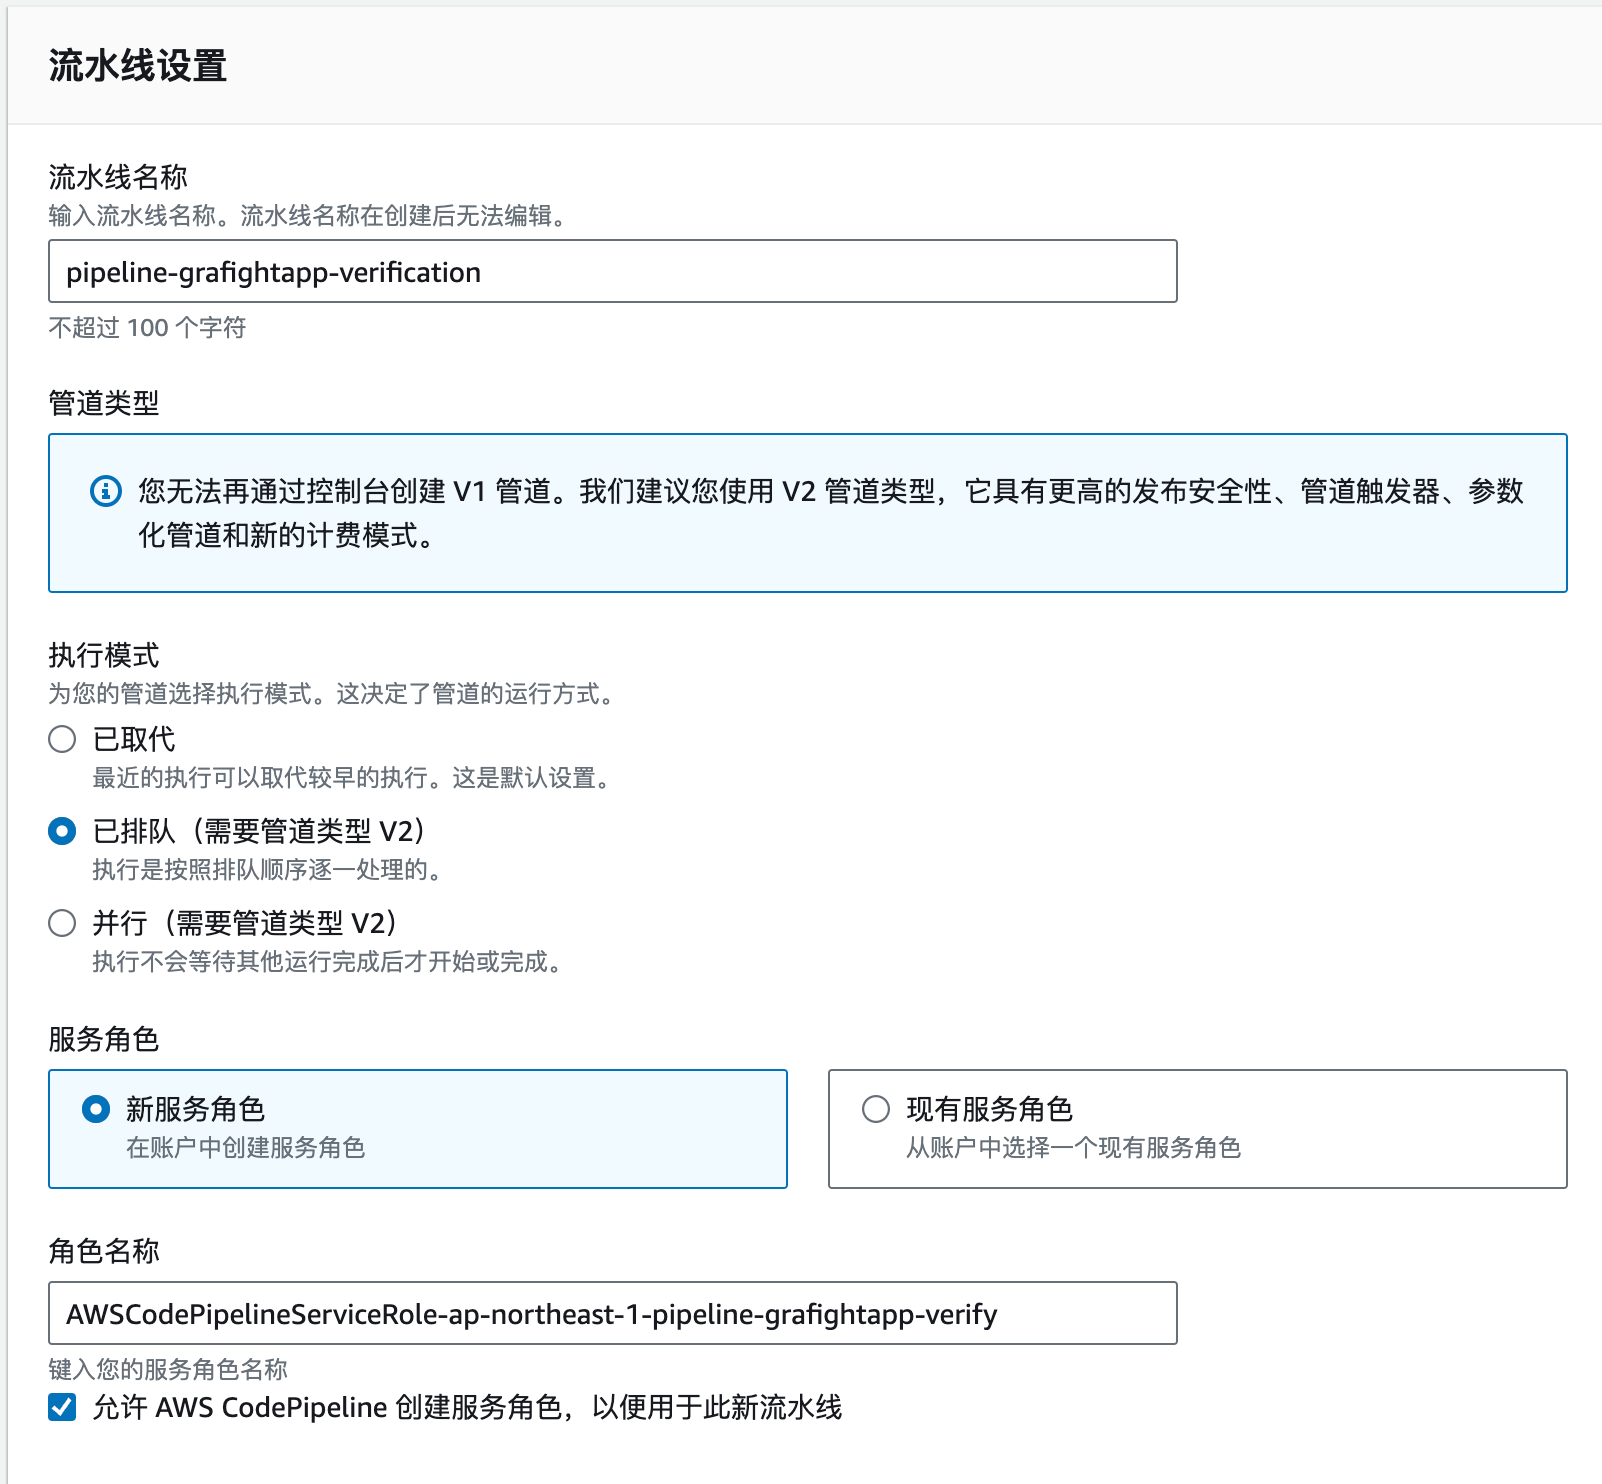 流水线设置
流水线名称
输入流水线名称。流水线名称在创建后无法编辑。
pipeline-grafightapp-verification
不超过 100 个字符
管道类型
您无法再通过控制台创建 V1 管道。我们建议您使用 V2 管道类型，它具有更高的发布安全性、管道触发器、参数
化管道和新的计费模式。
执行模式
为您的管道选择执行模式。这决定了管道的运行方式。
已取代
最近的执行可以取代较早的执行。这是默认设置。
已排队（需要管道类型 V2）
执行是按照排队顺序逐一处理的。
并行（需要管道类型 V2）
执行不会等待其他运行完成后才开始或完成。
服务角色
新服务角色
在账户中创建服务角色
现有服务角色
从账户中选择一个现有服务角色
角色名称
AWSCodePipelineServiceRole-ap-northeast-1-pipeline-grafightapp-verify
键入您的服务角色名称
允许 AWS CodePipeline 创建服务角色，以便用于此新流水线